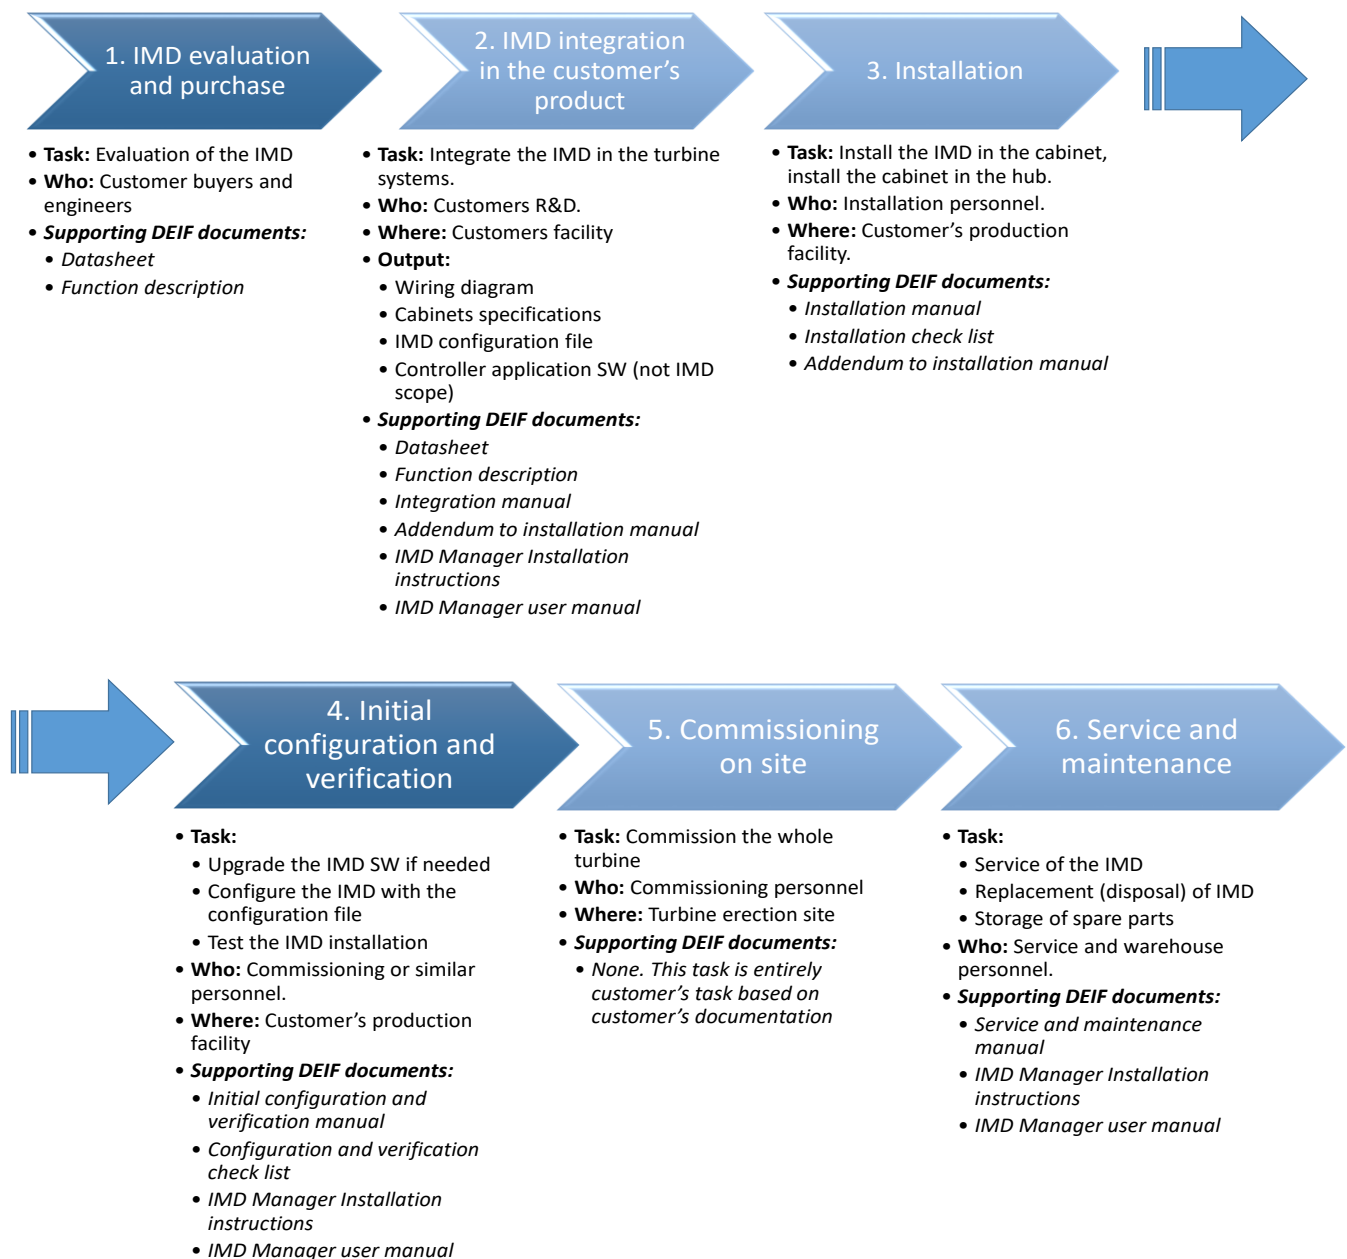 1. IMD evaluation
and purchase
• Task: Evaluation of the IMD
• Who: Customer buyers and
engineers
• Supporting DEIF documents:
• Datasheet
• Function description
2. IMD integration
in the customer's
product
• Task: Integrate the IMD in the turbine
systems.
• Who: Customers R&D.
• Where: Customers facility
• Output:
• Wiring diagram
• Cabinets specifications
• IMD configuration file
• Controller application SW (not IMD
scope)
• Supporting DEIF documents:
• Datasheet
• Function description
• Integration manual
• Addendum to installation manual
• IMD Manager Installation
instructions
• IMD Manager user manual
3. Installation
• Task: Install the IMD in the cabinet,
install the cabinet in the hub.
• Who: Installation personnel.
• Where: Customer's production
facility.
• Supporting DEIF documents:
• Installation manual
• Installation check list
• Addendum to installation manual
4. Initial
configuration and
verification
• Task:
• Upgrade the IMD SW if needed
• Configure the IMD with the
configuration file
• Test the IMD installation
• Who: Commissioning or similar
personnel.
• Where: Customer's production
facility
• Supporting DEIF documents:
• Initial configuration and
verification manual
• Configuration and verification
check list
• IMD Manager Installation
instructions
• IMD Manager user manual
5. Commissioning
on site
• Task: Commission the whole
turbine
• Who: Commissioning personnel
• Where: Turbine erection site
• Supporting DEIF documents:
• None. This task is entirely
customer's task based on
customer's documentation
6. Service and
maintenance
• Task:
• Service of the IMD
• Replacement (disposal) of IMD
• Storage of spare parts
• Who: Service and warehouse
personnel.
• Supporting DEIF documents:
• Service and maintenance
manual
• IMD Manager Installation
instructions
• IMD Manager user manual